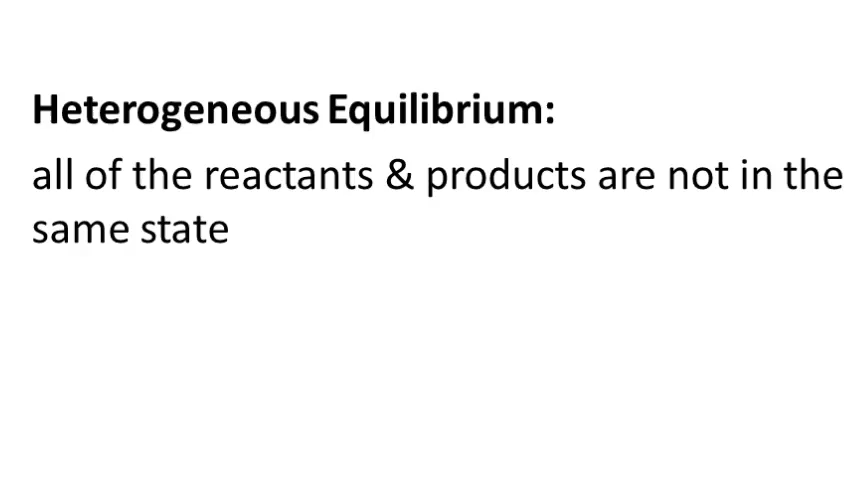 Heterogeneous Equilibrium:
all of the reactants & products are not in the
same state